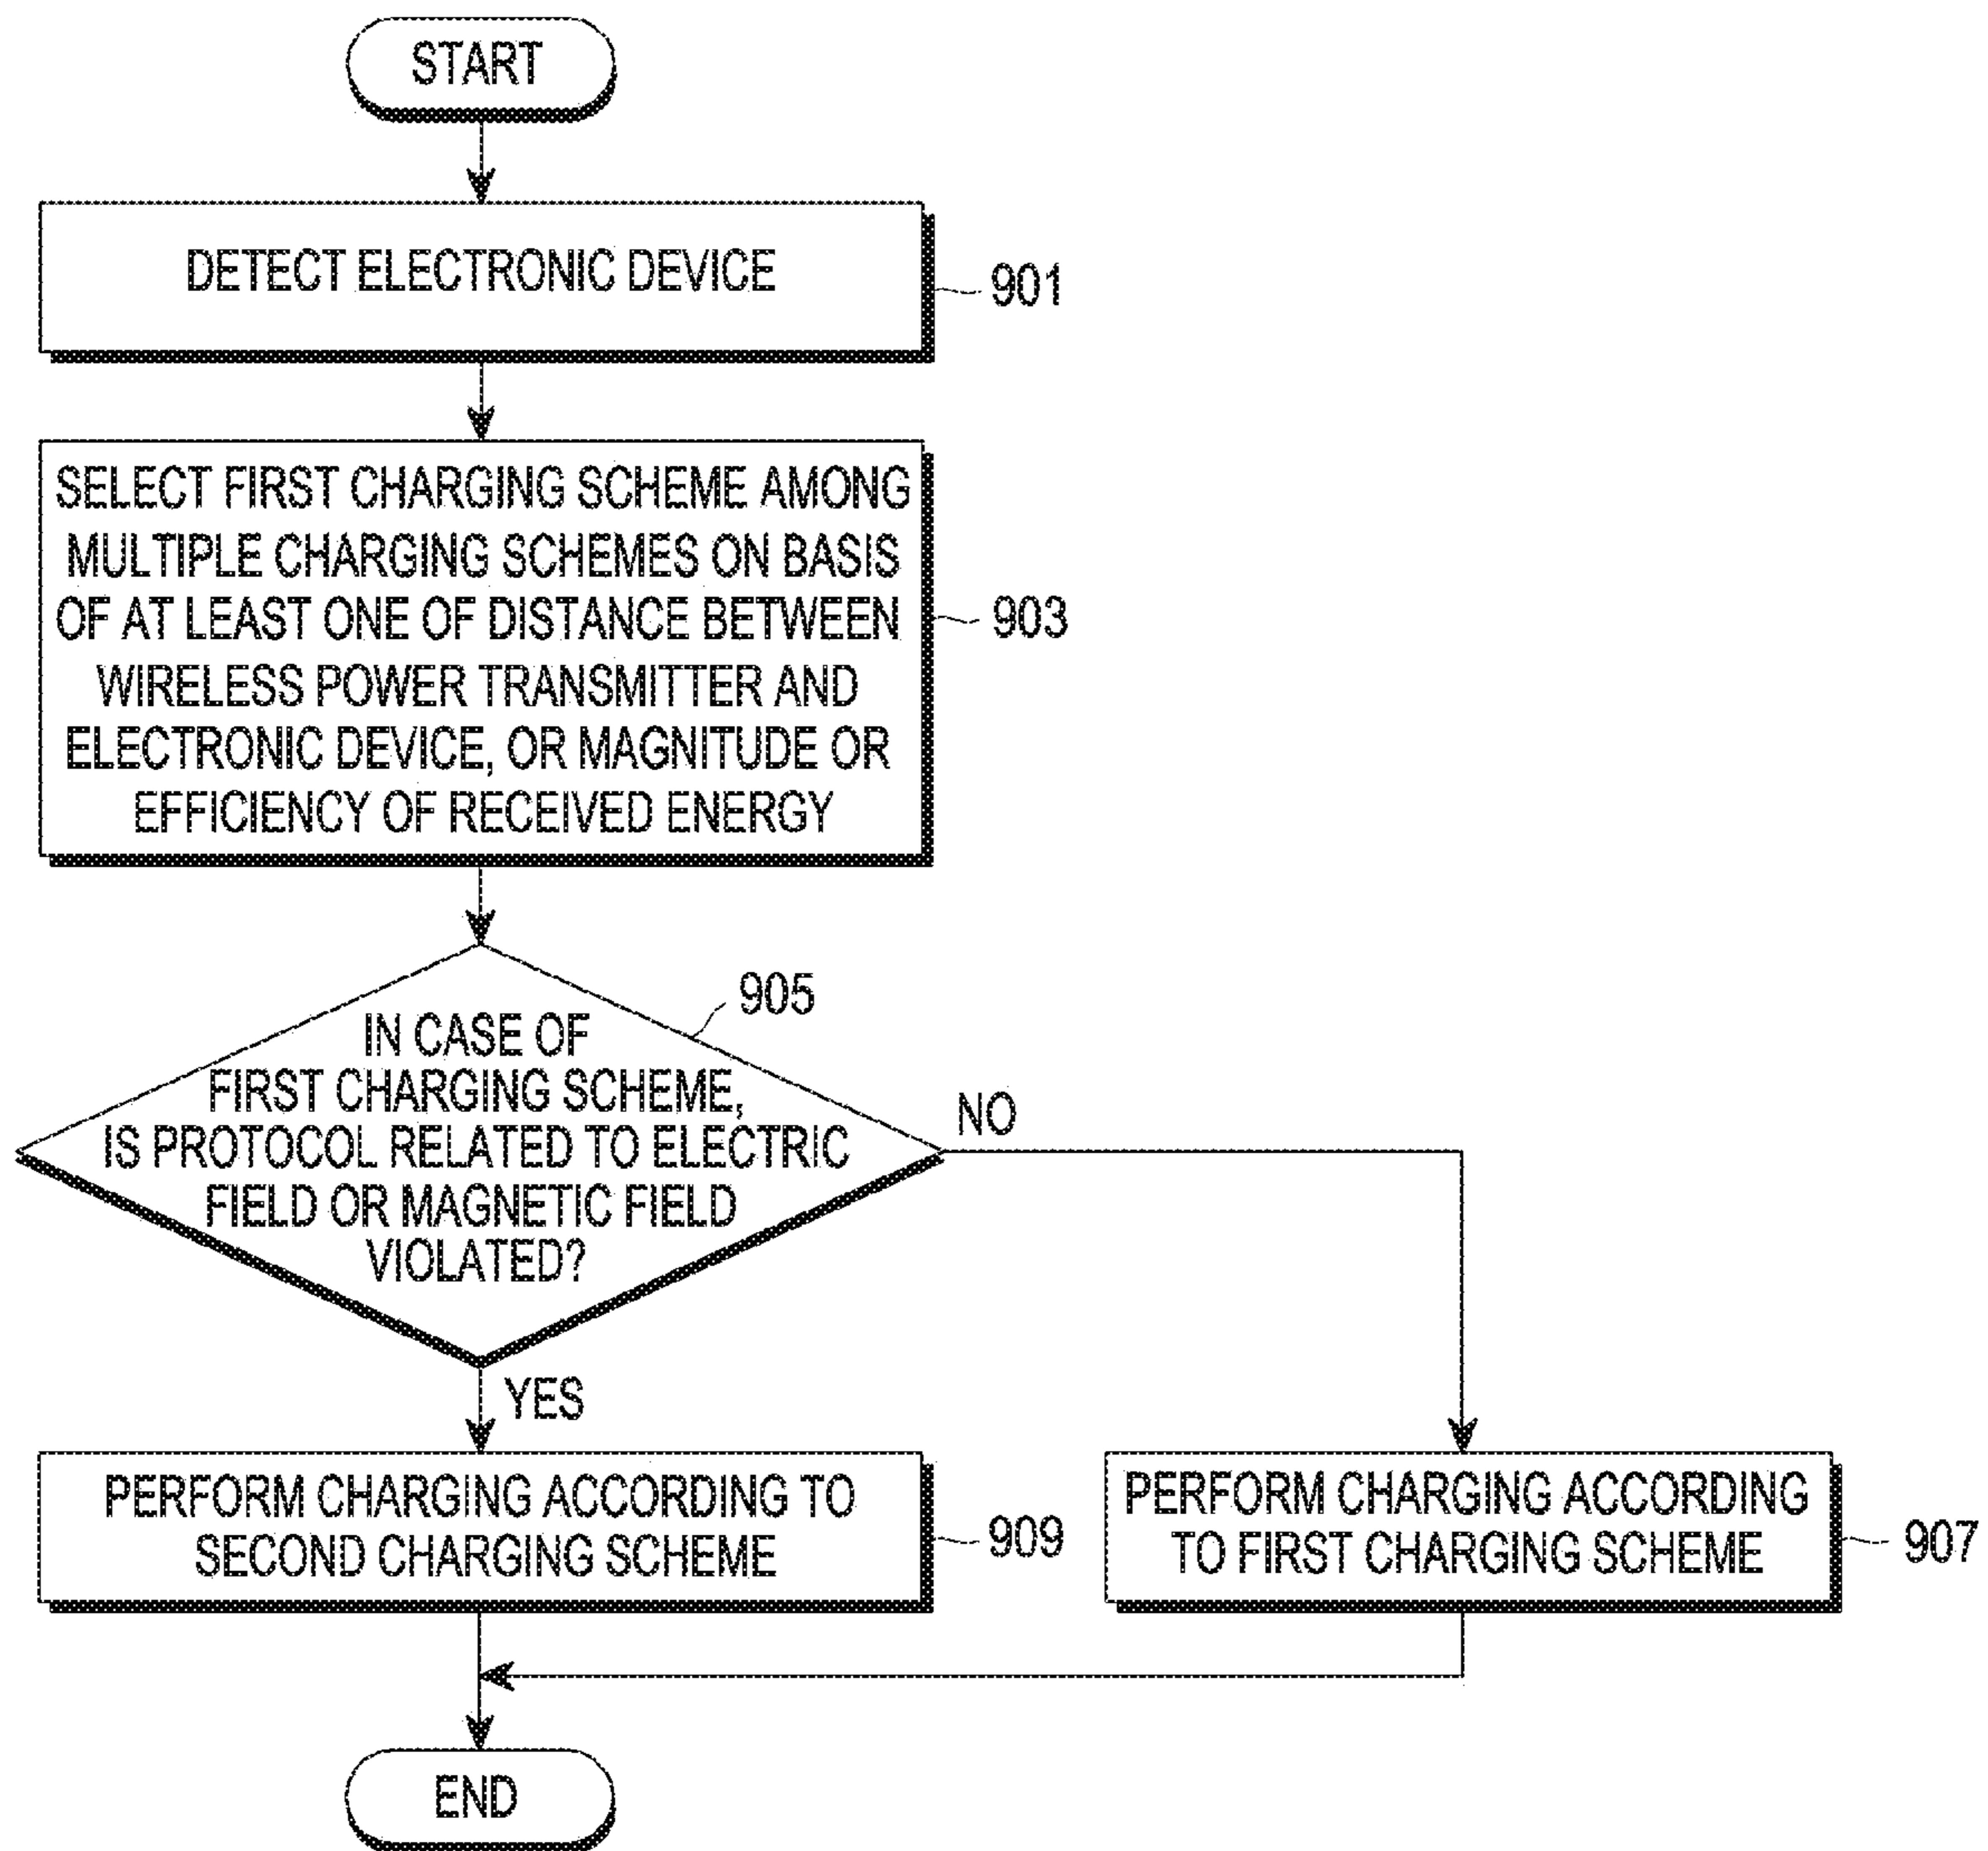 START
DETECT ELECTRONIC DEVICE
901
SELECT FIRST CHARGING SCHEME AMONG
MULTIPLE CHARGING SCHEMES ON BASIS
OF AT LEAST ONE OF DISTANCE BETWEEN
WIRELESS POWER TRANSMITTER AND
ELECTRONIC DEVICE, OR MAGNITUDE OR
EFFICIENCY OF RECEIVED ENERGY
903
905
IN CASE OF
FIRST CHARGING SCHEME,
IS PROTOCOL RELATED TO ELECTRIC
FIELD OR MAGNETIC FIELD
VIOLATED?
NO
YES
PERFORM CHARGING ACCORDING TO
SECOND CHARGING SCHEME
909
PERFORM CHARGING ACCORDING
TO FIRST CHARGING SCHEME
907
END